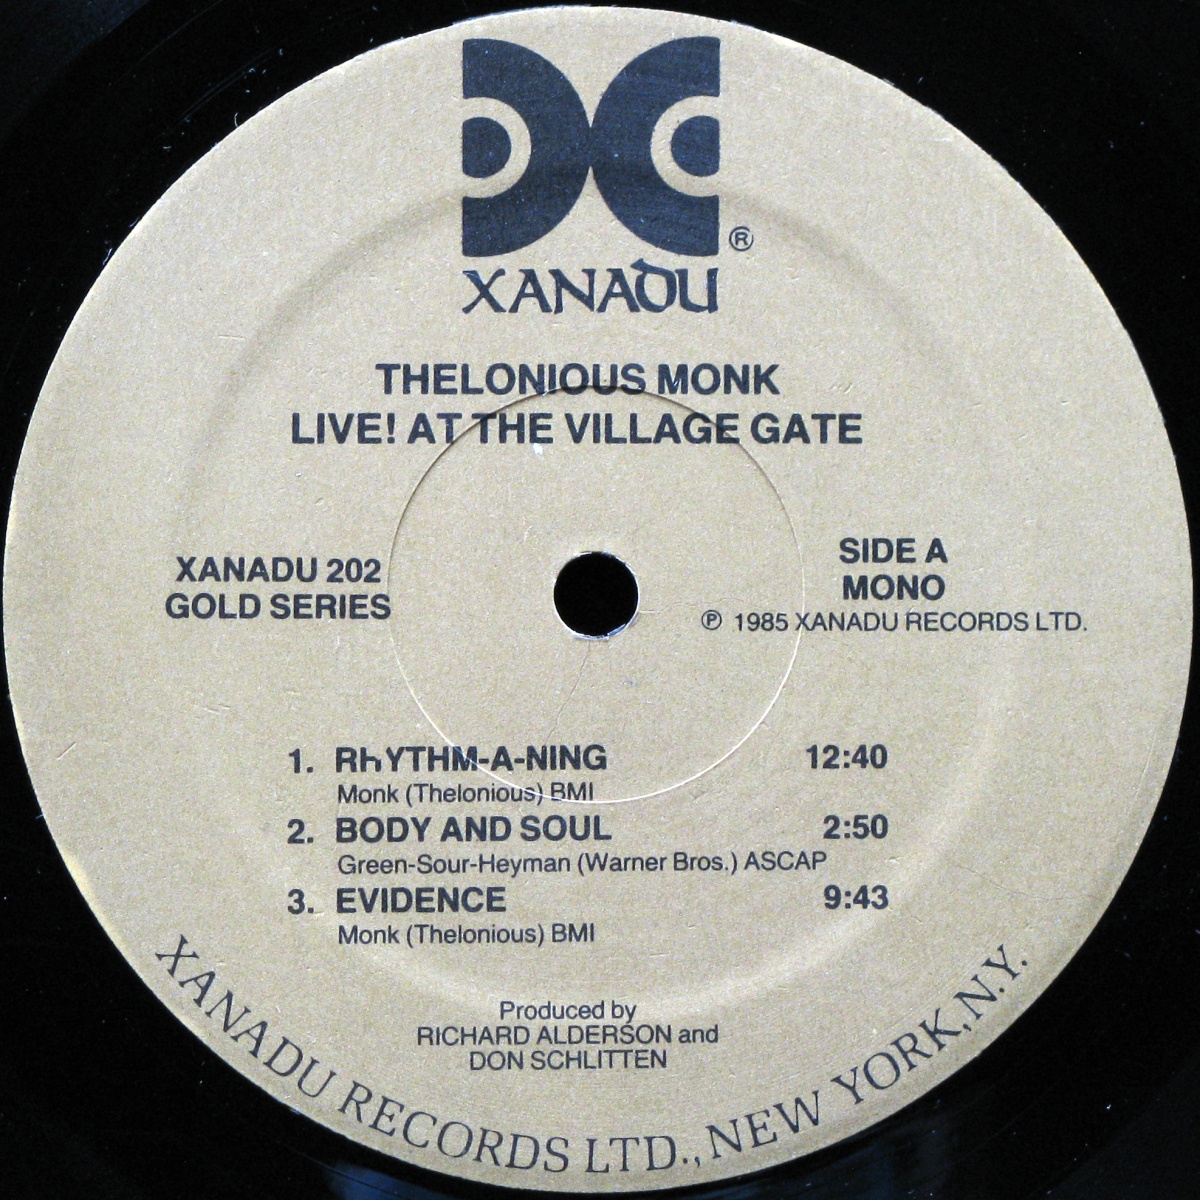 ®
XANADU
THELONIOUS MONK
LIVE! AT THE VILLAGE GATE
XANADU 202
GOLD SERIES
SIDE A
MONO
℗ 1985 XANADU RECORDS LTD.
1. RhYTHM-A-NING 12:40
Monk (Thelonious) BMI
2. BODY AND SOUL 2:50
Green-Sour-Heyman (Warner Bros.) ASCAP
3. EVIDENCE 9:43
Monk (Thelonious) BMI
Produced by
RICHARD ALDERSON and
DON SCHLITTEN
XANADU RECORDS LTD., NEW YORK, N.Y.